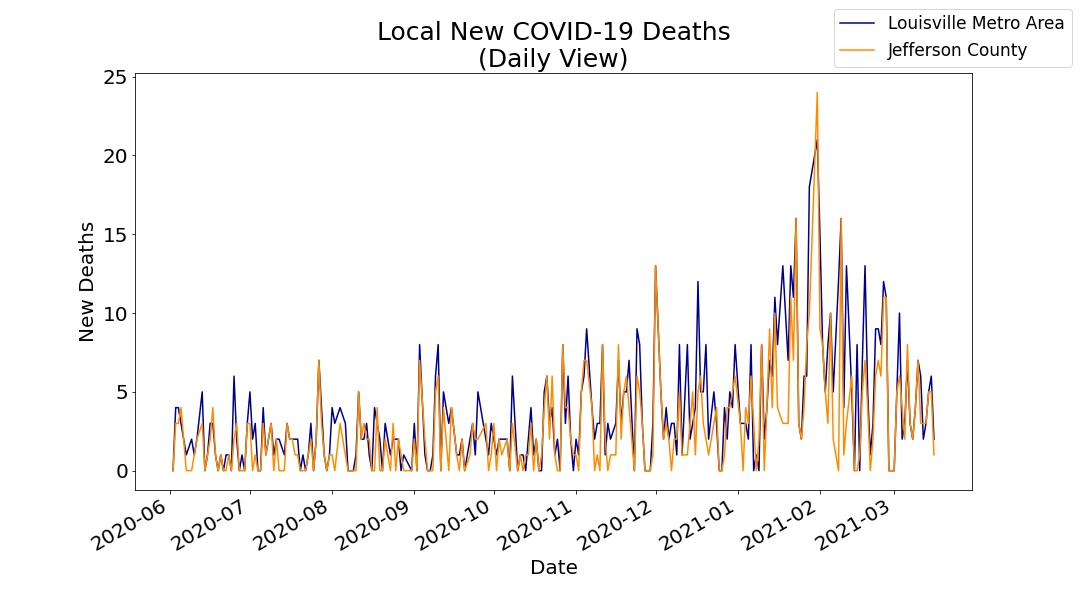 Local New COVID-19 Deaths
(Daily View)
Louisville Metro Area
Jefferson County
New Deaths
25
20
15
10
5
0
2020-06
2020-07
2020-08
2020-09
2020-10
2020-11
2020-12
2021-01
2021-02
2021-03
Date